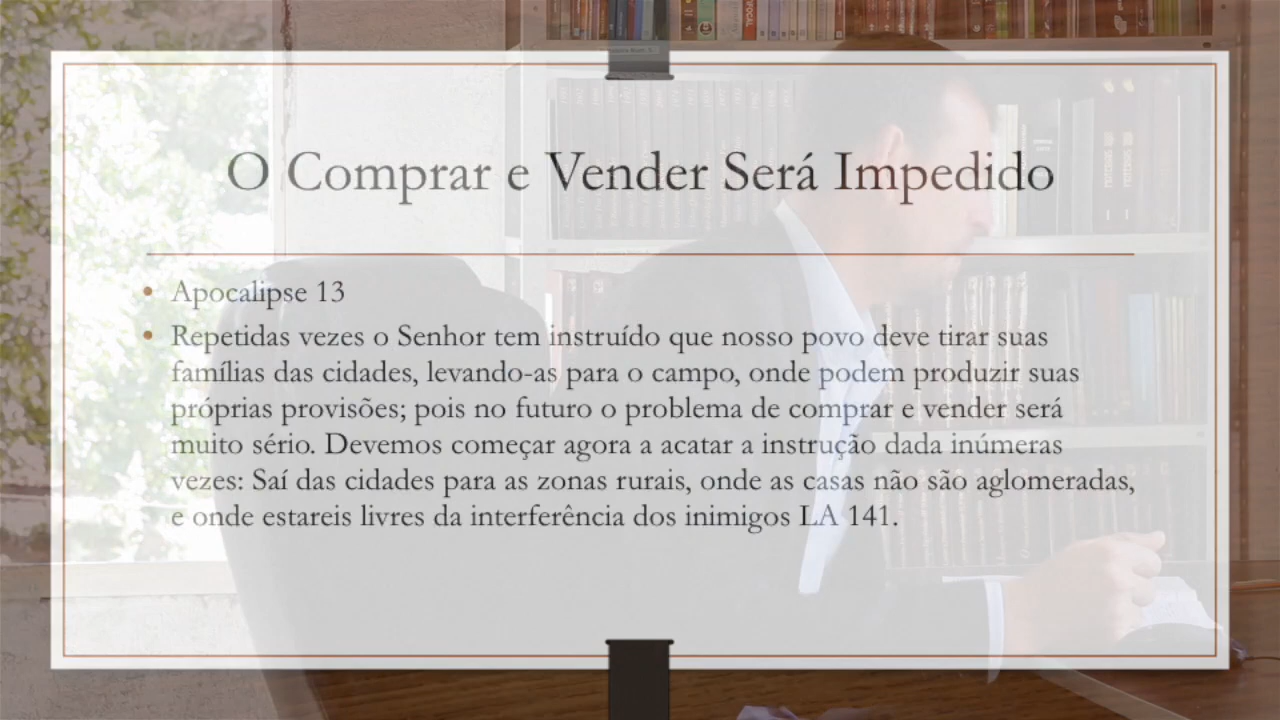 O Comprar e Vender Será Impedido
• Apocalipse 13
• Repetidas vezes o Senhor tem instruído que nosso povo deve tirar suas
famílias das cidades, levando-as para o campo, onde podem produzir suas
próprias provisões; pois no futuro o problema de comprar e vender será
muito sério. Devemos começar agora a acatar a instrução dada inúmeras
vezes: Saí das cidades para as zonas rurais, onde as casas não são aglomeradas,
e onde estareis livres da interferência dos inimigos LA 141.